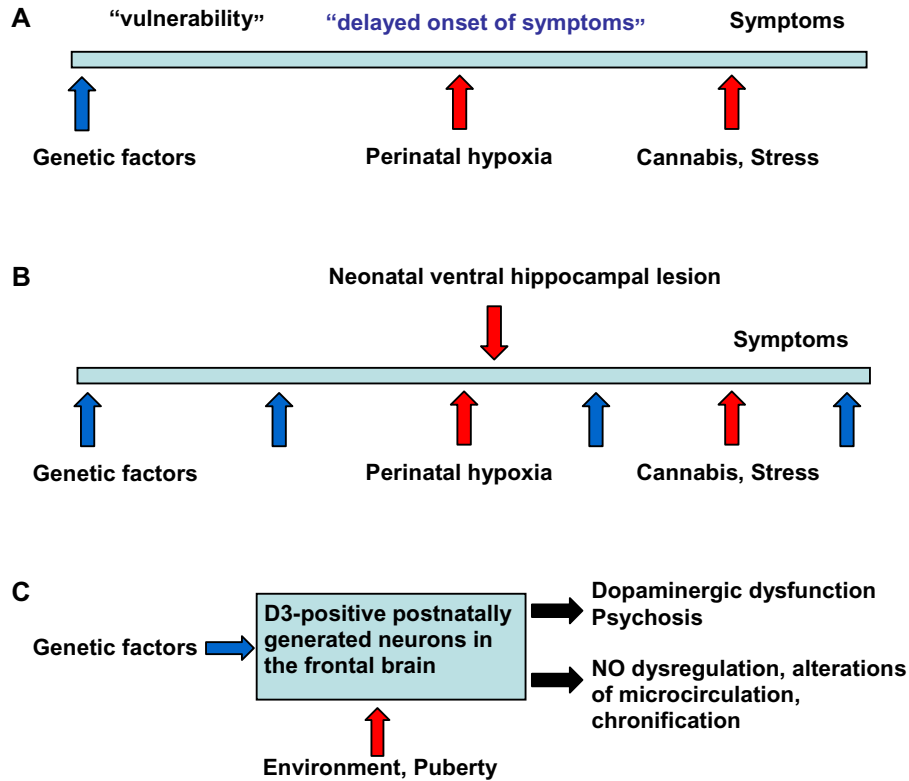 A
“vulnerability” “delayed onset of symptoms” Symptoms
Genetic factors Perinatal hypoxia Cannabis, Stress
B
Neonatal ventral hippocampal lesion
Symptoms
Genetic factors Perinatal hypoxia Cannabis, Stress
C
Genetic factors
D3-positive postnatally
generated neurons in
the frontal brain
Environment, Puberty
Dopaminergic dysfunction
Psychosis
NO dysregulation, alterations
of microcirculation,
chronification